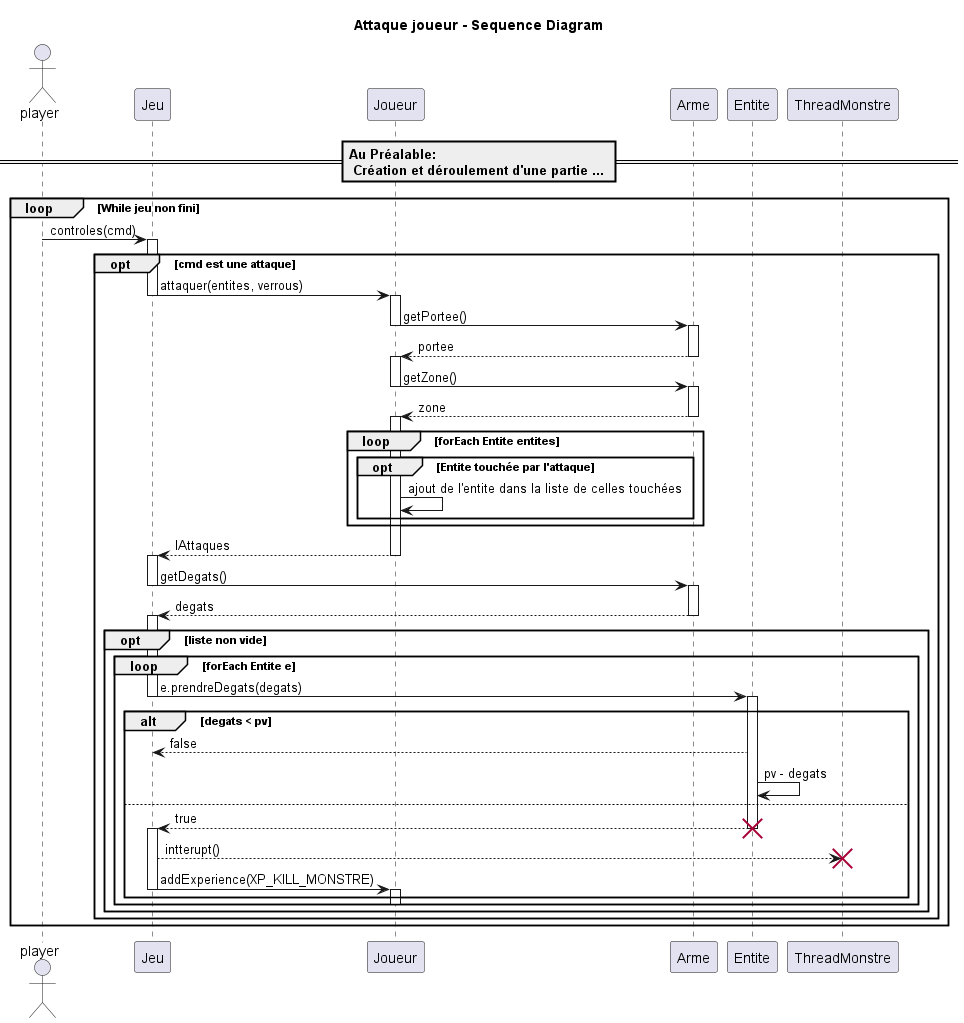 Attaque joueur - Sequence Diagram
player
Jeu
Joueur
Arme
Entite
ThreadMonstre
Au Préalable:
Création et déroulement d'une partie ...
loop
[While jeu non fini]
controles(cmd)
opt
[cmd est une attaque]
attaquer(entites, verrous)
getPortee()
portee
getZone()
zone
loop
[forEach Entite entites]
opt
[Entite touchée par l'attaque]
ajout de l'entite dans la liste de celles touchées
lAttaques
getDegats()
degats
opt
[liste non vide]
loop
[forEach Entite e]
e.prendreDegats(degats)
alt
[degats < pv]
false
pv - degats
true
intterupt()
addExperience(XP_KILL_MONSTRE)
player
Jeu
Joueur
Arme
Entite
ThreadMonstre